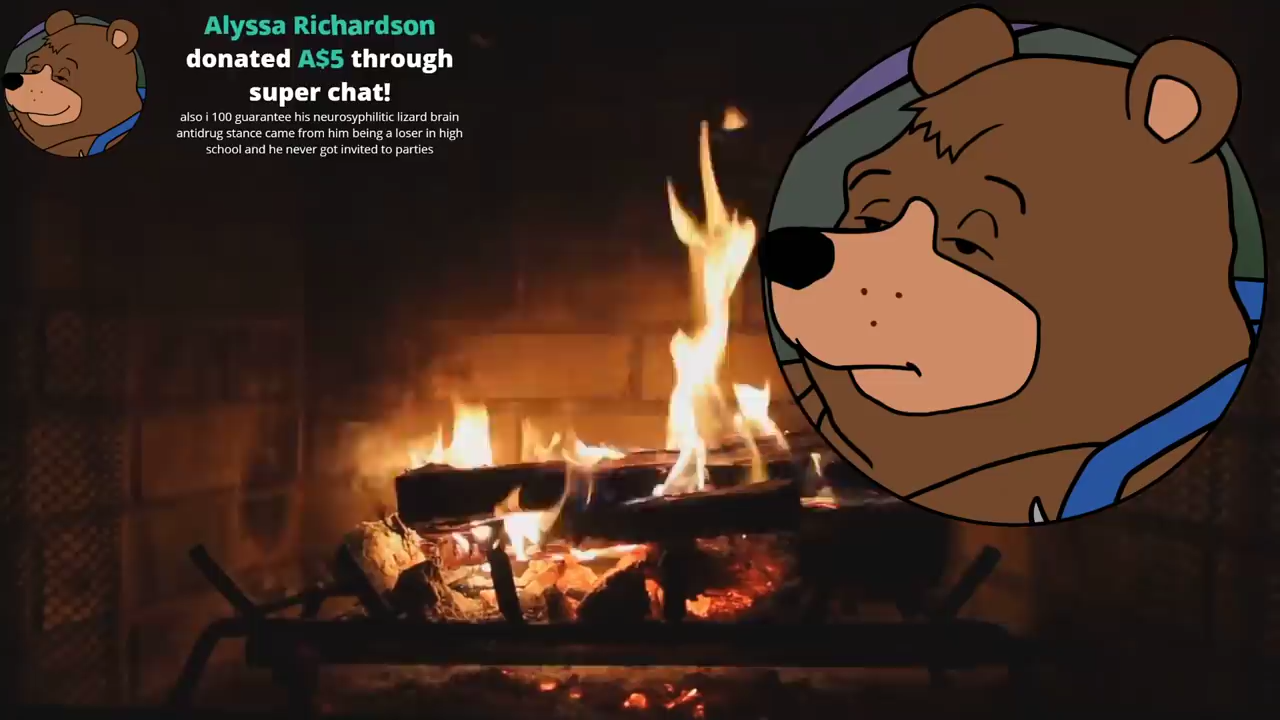 Alyssa Richardson
donated A$5 through
super chat!
also i 100 guarantee his neurosyphilitic lizard brain
antidrug stance came from him being a loser in high
school and he never got invited to parties